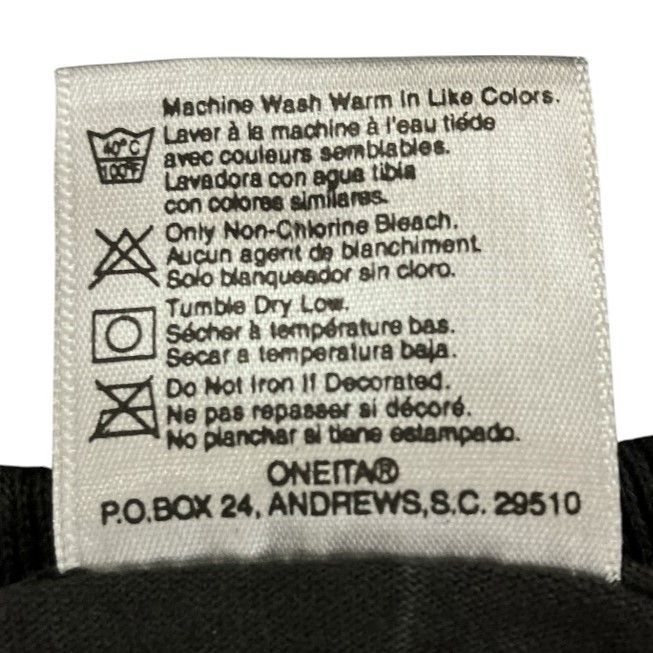 Machine Wash Warm In Like Colors.
Laver à la machine à l'eau tiéde
avec couleurs semblables.
Lavadora con agua tibia
con colores similares.
40°C
100°F
Only Non-Chlorine Bleach.
Aucun agent de blanchiment
Solo blanqueador sin cloro.
Tumble Dry Low.
Sécher à température bas.
Secar a temperatura baja.
Do Not Iron If Decorated.
Ne pas repasser si décoré.
No planchar si tiene estampado.
ONEITA®
P.O.BOX 24, ANDREWS,S.C. 29510